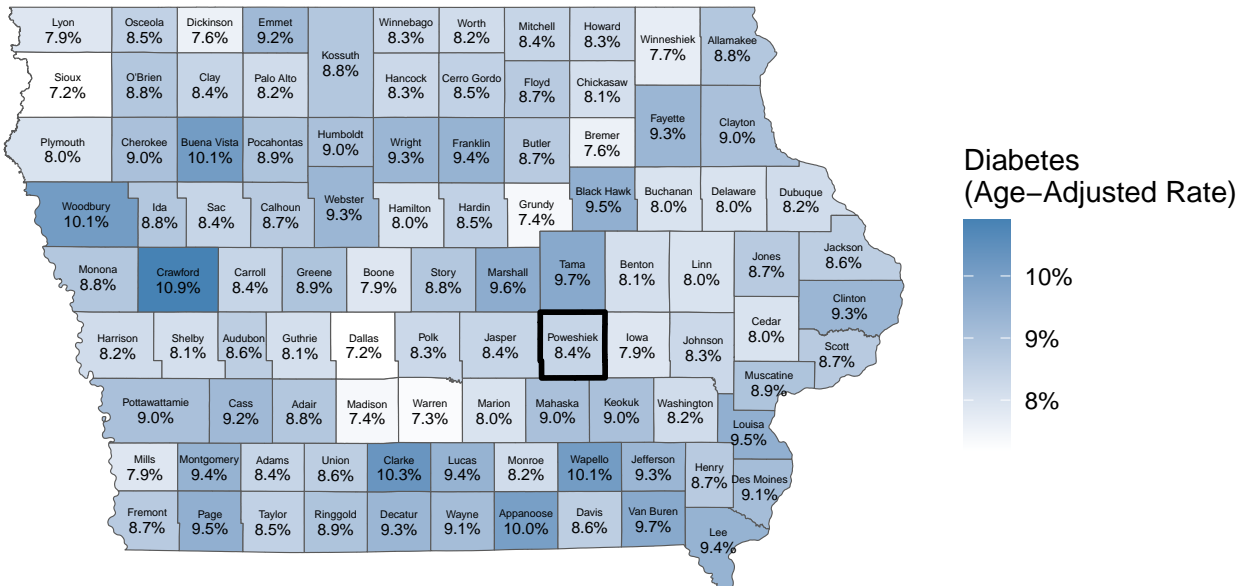 Lyon
7.9%
Osceola
8.5%
Dickinson
7.6%
Emmet
9.2%
Kossuth
8.8%
Winnebago
8.3%
Worth
8.2%
Mitchell
8.4%
Howard
8.3%
Winneshiek
7.7%
Allamakee
8.8%
Sioux
7.2%
O'Brien
8.8%
Clay
8.4%
Palo Alto
8.2%
Hancock
8.3%
Cerro Gordo
8.5%
Floyd
8.7%
Chickasaw
8.1%
Fayette
9.3%
Clayton
9.0%
Plymouth
8.0%
Cherokee
9.0%
Buena Vista
10.1%
Pocahontas
8.9%
Humboldt
9.0%
Wright
9.3%
Franklin
9.4%
Butler
8.7%
Bremer
7.6%
Woodbury
10.1%
Ida
8.8%
Sac
8.4%
Calhoun
8.7%
Webster
9.3%
Hamilton
8.0%
Hardin
8.5%
Grundy
7.4%
Black Hawk
9.5%
Buchanan
8.0%
Delaware
8.0%
Dubuque
8.2%
Monona
8.8%
Crawford
10.9%
Carroll
8.4%
Greene
8.9%
Boone
7.9%
Story
8.8%
Marshall
9.6%
Tama
9.7%
Benton
8.1%
Linn
8.0%
Jones
8.7%
Jackson
8.6%
Clinton
9.3%
Harrison
8.2%
Shelby
8.1%
Audubon
8.6%
Guthrie
8.1%
Dallas
7.2%
Polk
8.3%
Jasper
8.4%
Poweshiek
8.4%
Iowa
7.9%
Johnson
8.3%
Cedar
8.0%
Scott
8.7%
Muscatine
8.9%
Pottawattamie
9.0%
Cass
9.2%
Adair
8.8%
Madison
7.4%
Warren
7.3%
Marion
8.0%
Mahaska
9.0%
Keokuk
9.0%
Washington
8.2%
Louisa
9.5%
Mills
7.9%
Montgomery
9.4%
Adams
8.4%
Union
8.6%
Clarke
10.3%
Lucas
9.4%
Monroe
8.2%
Wapello
10.1%
Jefferson
9.3%
Henry
8.7%
Des Moines
9.1%
Fremont
8.7%
Page
9.5%
Taylor
8.5%
Ringgold
8.9%
Decatur
9.3%
Wayne
9.1%
Appanoose
10.0%
Davis
8.6%
Van Buren
9.7%
Lee
9.4%
Diabetes
(Age−Adjusted Rate)
10%
9%
8%